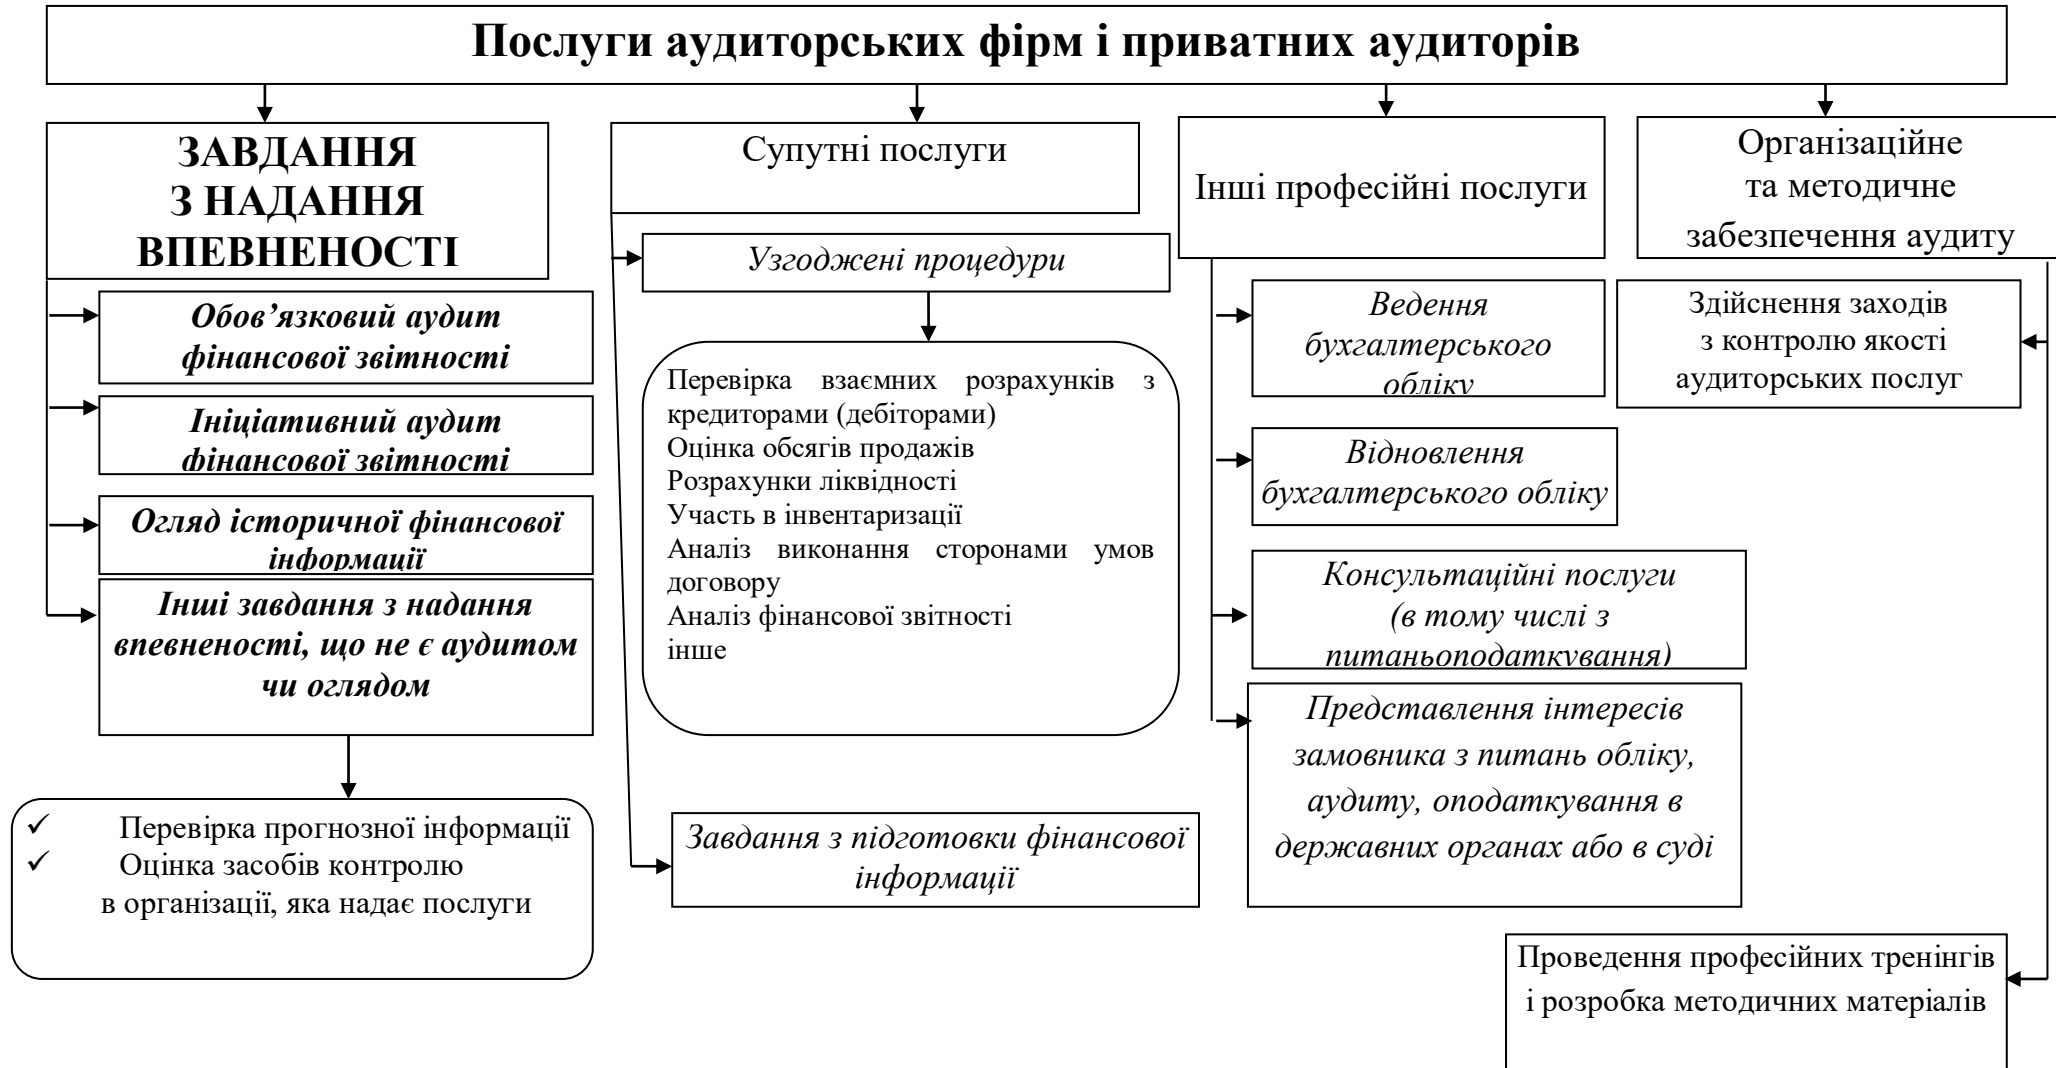 Послуги аудиторських фірм і приватних аудиторів
ЗАВДАННЯ
З НАДАННЯ
ВПЕВНЕНОСТІ
Обов’язковий аудит
фінансової звітності
Ініціативний аудит
фінансової звітності
Огляд історичної фінансової
інформації
Інші завдання з надання
впевненості, що не є аудитом
чи оглядом
✓ Перевірка прогнозної інформації
✓ Оцінка засобів контролю
в організації, яка надає послуги
Супутні послуги
Узгоджені процедури
Перевірка взаємних розрахунків з
кредиторами (дебіторами)
Оцінка обсягів продажів
Розрахунки ліквідності
Участь в інвентаризації
Аналіз виконання сторонами умов
договору
Аналіз фінансової звітності
інше
Завдання з підготовки фінансової
інформації
Інші професійні послуги
Ведення
бухгалтерського
обліку
Відновлення
бухгалтерського обліку
Консультаційні послуги
(в тому числі з
питаньоподаткування)
Представлення інтересів
замовника з питань обліку,
аудиту, оподаткування в
державних органах або в суді
Організаційне
та методичне
забезпечення аудиту
Здійснення заходів
з контролю якості
аудиторських послуг
Проведення професійних тренінгів
і розробка методичних матеріалів